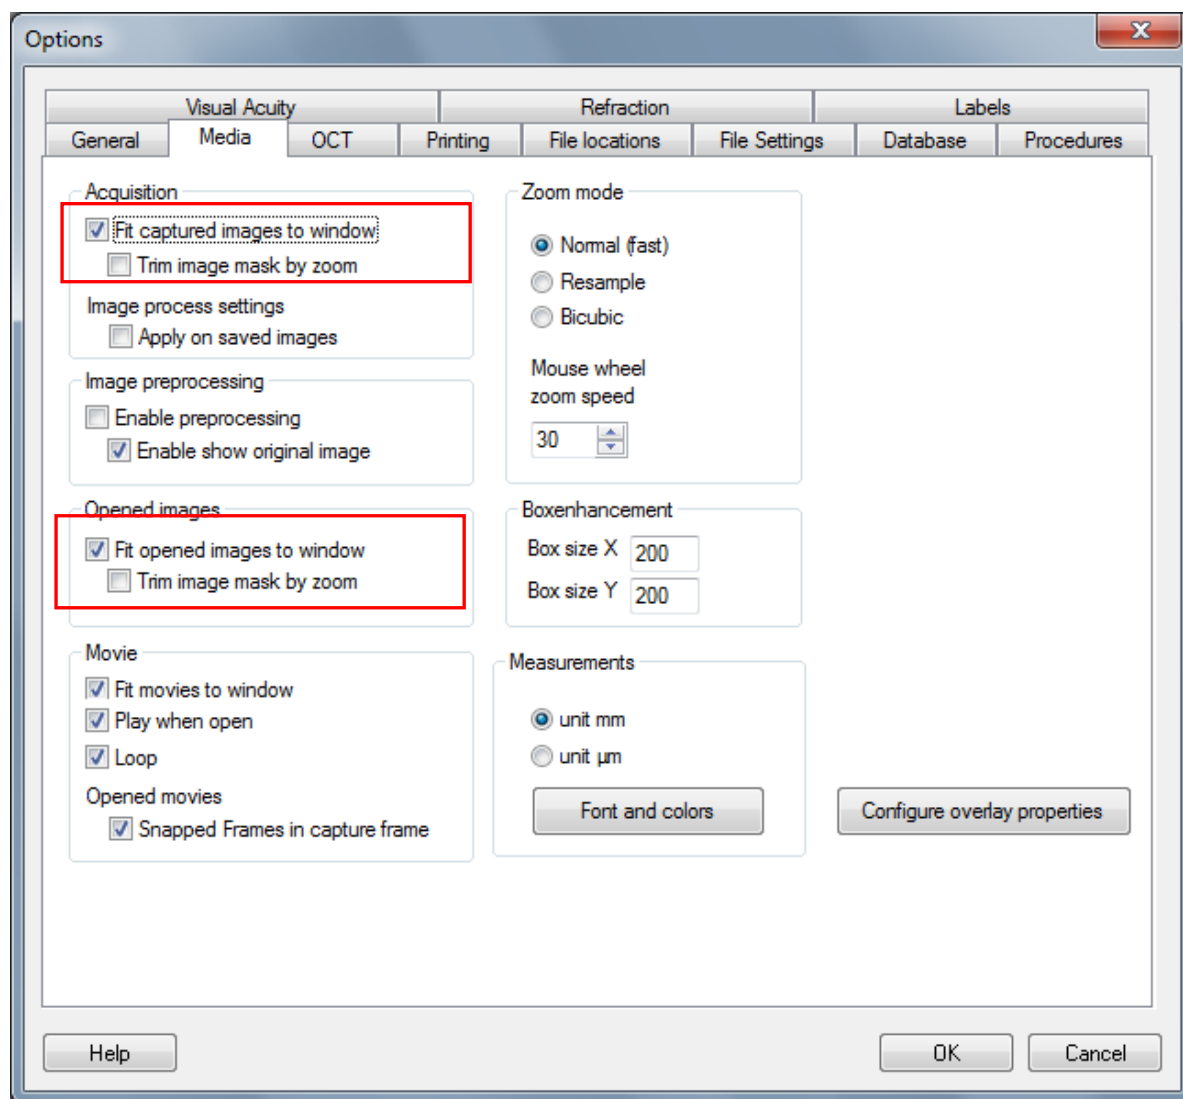 Options
Visual Acuity
Refraction
Labels
General
Media
OCT
Printing
File locations
File Settings
Database
Procedures
Acquisition
Fit captured images to window
Trim image mask by zoom
Image process settings
Apply on saved images
Image preprocessing
Enable preprocessing
Enable show original image
Opened images
Fit opened images to window
Trim image mask by zoom
Movie
Fit movies to window
Play when open
Loop
Opened movies
Snapped Frames in capture frame
Zoom mode
Normal (fast)
Resample
Bicubic
Mouse wheel
zoom speed
30
Boxenhancement
Box size X 200
Box size Y 200
Measurements
unit mm
unit µm
Font and colors
Configure overlay properties
Help
OK
Cancel